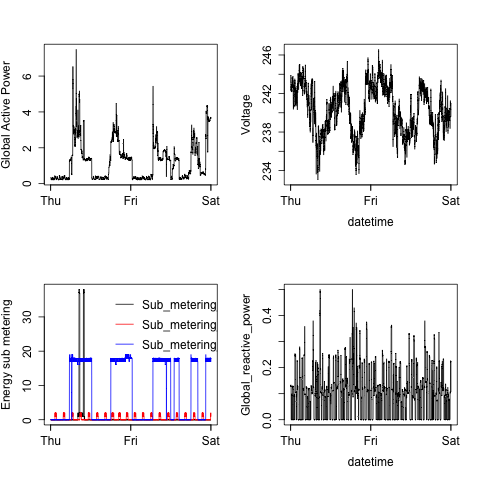 Global Active Power
0 2 4 6
Thu Fri Sat
Voltage
234 238 242 246
Thu Fri Sat
datetime
Energy sub metering
0 10 20 30
Sub_metering
Sub_metering
Sub_metering
Thu Fri Sat
Global_reactive_power
0.0 0.2 0.4
Thu Fri Sat
datetime